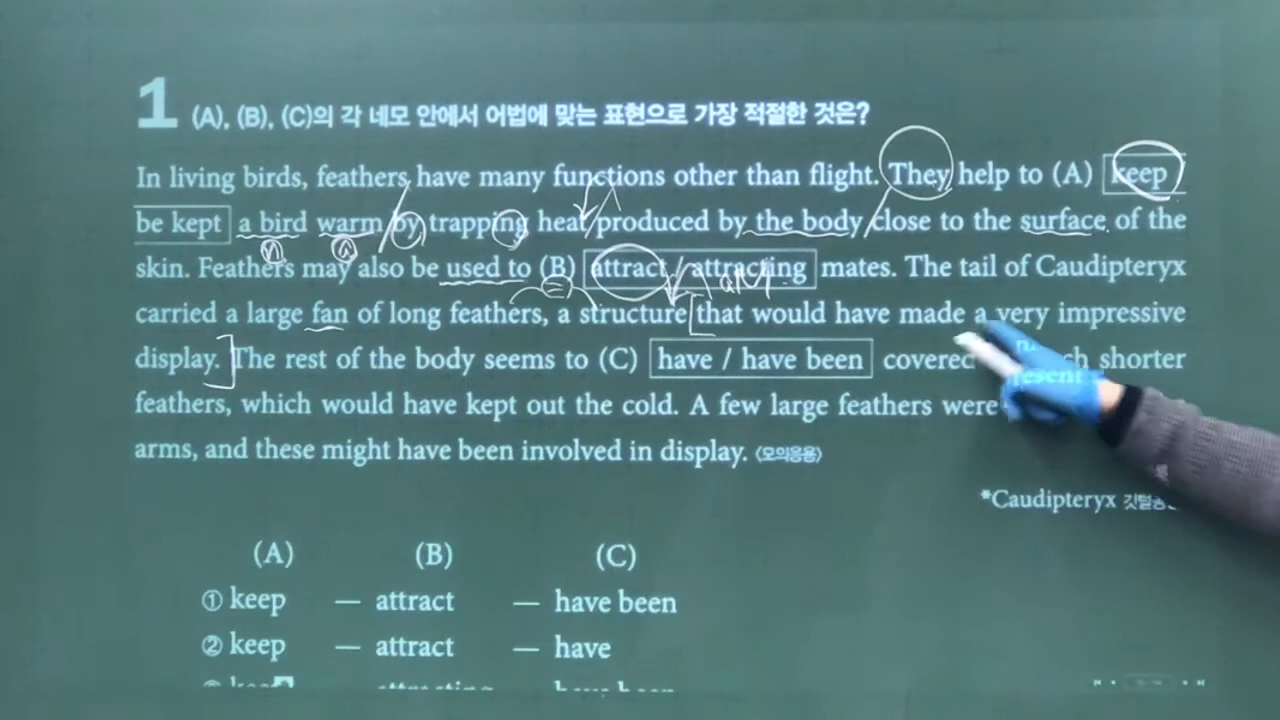 1 (A), (B), (C)의 각 네모 안에서 어법에 맞는 표현으로 가장 적절한 것은?
In living birds, feathers have many functions other than flight. They help to (A) keep
be kept a bird warm by trapping heat produced by the body close to the surface of the
n a
skin. Feathers may also be used to (B) attract / attracting mates. The tail of Caudipteryx
carried a large fan of long feathers, a structure that would have made a very impressive
display. The rest of the body seems to (C) have / have been covered shorter
feathers, which would have kept out the cold. A few large feathers were
arms, and these might have been involved in display. <모의응용>
*Caudipteryx
(A) (B) (C)
① keep — attract — have been
② keep — attract — have